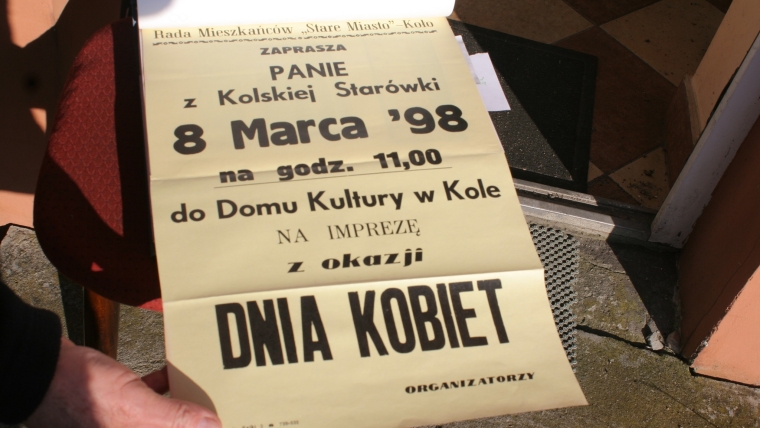 Rada Mieszkańców „Stare Miasto"-Koło
ZAPRASZA
PANIE
z Kolskiej Starówki
8 Marca '98
na godz. 11,00
do Domu Kultury w Kole
NA IMPREZĘ
z okazji
DNIA KOBIET
ORGANIZATORZY